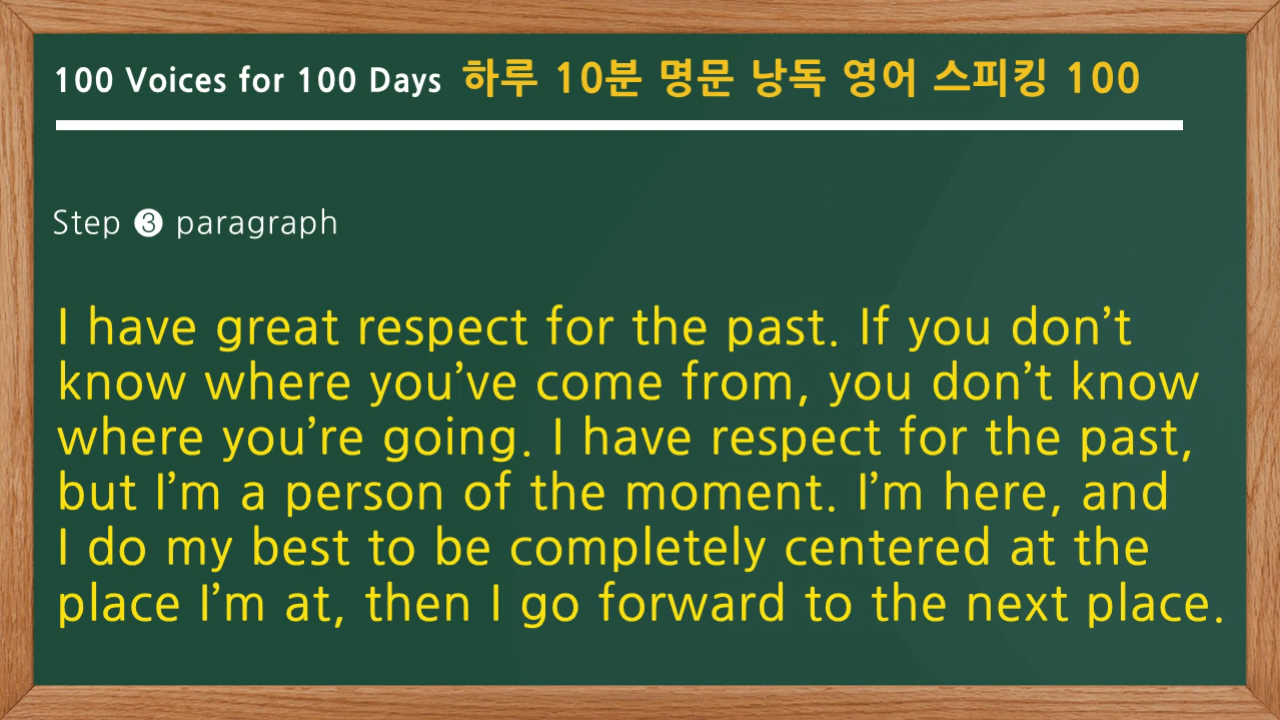 100 Voices for 100 Days 하루 10분 명문 낭독 영어 스피킹 100
Step ❸ paragraph
I have great respect for the past. If you don’t
know where you’ve come from, you don’t know
where you’re going. I have respect for the past,
but I’m a person of the moment. I’m here, and
I do my best to be completely centered at the
place I’m at, then I go forward to the next place.